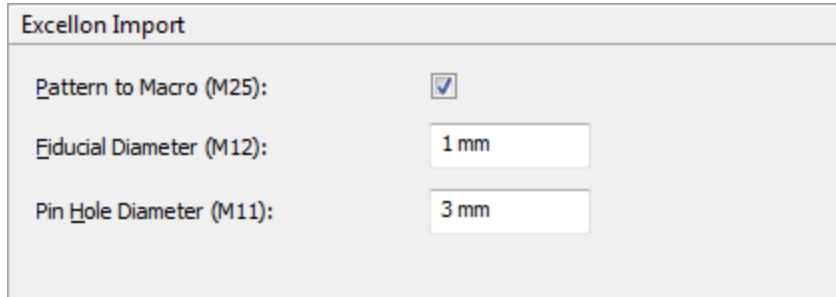 Excellon Import
Pattern to Macro (M25):
Fiducial Diameter (M12): 1 mm
Pin Hole Diameter (M11): 3 mm